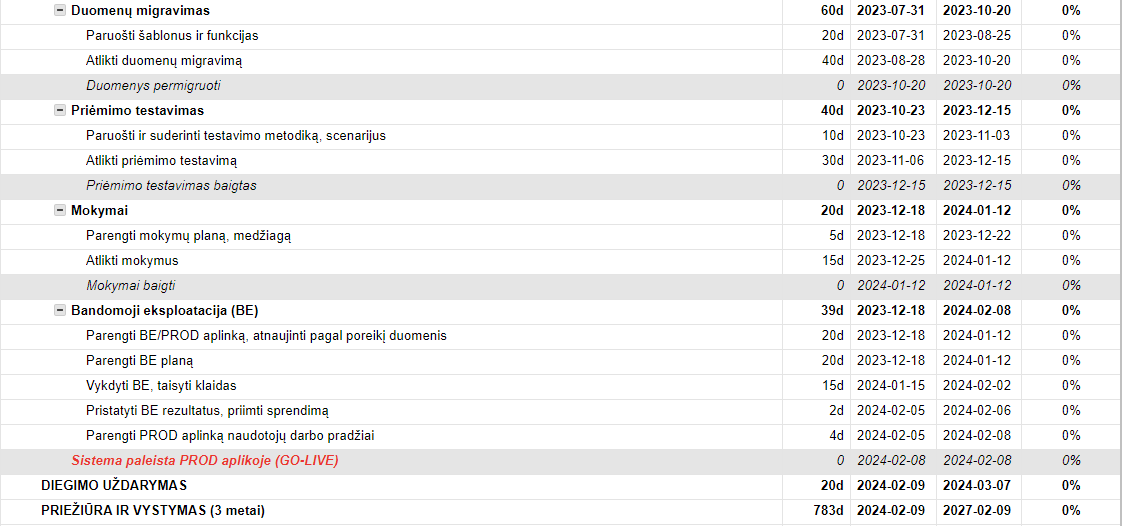 Duomenų migravimas 60d 2023-07-31 2023-10-20 0%
Paruošti šablonus ir funkcijas 20d 2023-07-31 2023-08-25 0%
Atlikti duomenų migravimą 40d 2023-08-28 2023-10-20 0%
Duomenys permigruoti 0 2023-10-20 2023-10-20 0%
Priėmimo testavimas 40d 2023-10-23 2023-12-15 0%
Paruošti ir suderinti testavimo metodiką, scenarijus 10d 2023-10-23 2023-11-03 0%
Atlikti priėmimo testavimą 30d 2023-11-06 2023-12-15 0%
Priėmimo testavimas baigtas 0 2023-12-15 2023-12-15 0%
Mokymai 20d 2023-12-18 2024-01-12 0%
Parengti mokymų planą, medžiagą 5d 2023-12-18 2023-12-22 0%
Atlikti mokymus 15d 2023-12-25 2024-01-12 0%
Mokymai baigti 0 2024-01-12 2024-01-12 0%
Bandomoji eksploatacija (BE) 39d 2023-12-18 2024-02-08 0%
Parengti BE/PROD aplinką, atnaujinti pagal poreikį duomenis 20d 2023-12-18 2024-01-12 0%
Parengti BE planą 20d 2023-12-18 2024-01-12 0%
Vykdyti BE, taisyti klaidas 15d 2024-01-15 2024-02-02 0%
Pristatyti BE rezultatus, priimti sprendimą 2d 2024-02-05 2024-02-06 0%
Parengti PROD aplinką naudotojų darbo pradžiai 4d 2024-02-05 2024-02-08 0%
Sistema paleista PROD aplikoje (GO-LIVE) 0 2024-02-08 2024-02-08 0%
DIEGIMO UŽDARYMAS 20d 2024-02-09 2024-03-07 0%
PRIEŽIŪRA IR VYSTYMAS (3 metai) 783d 2024-02-09 2027-02-09 0%